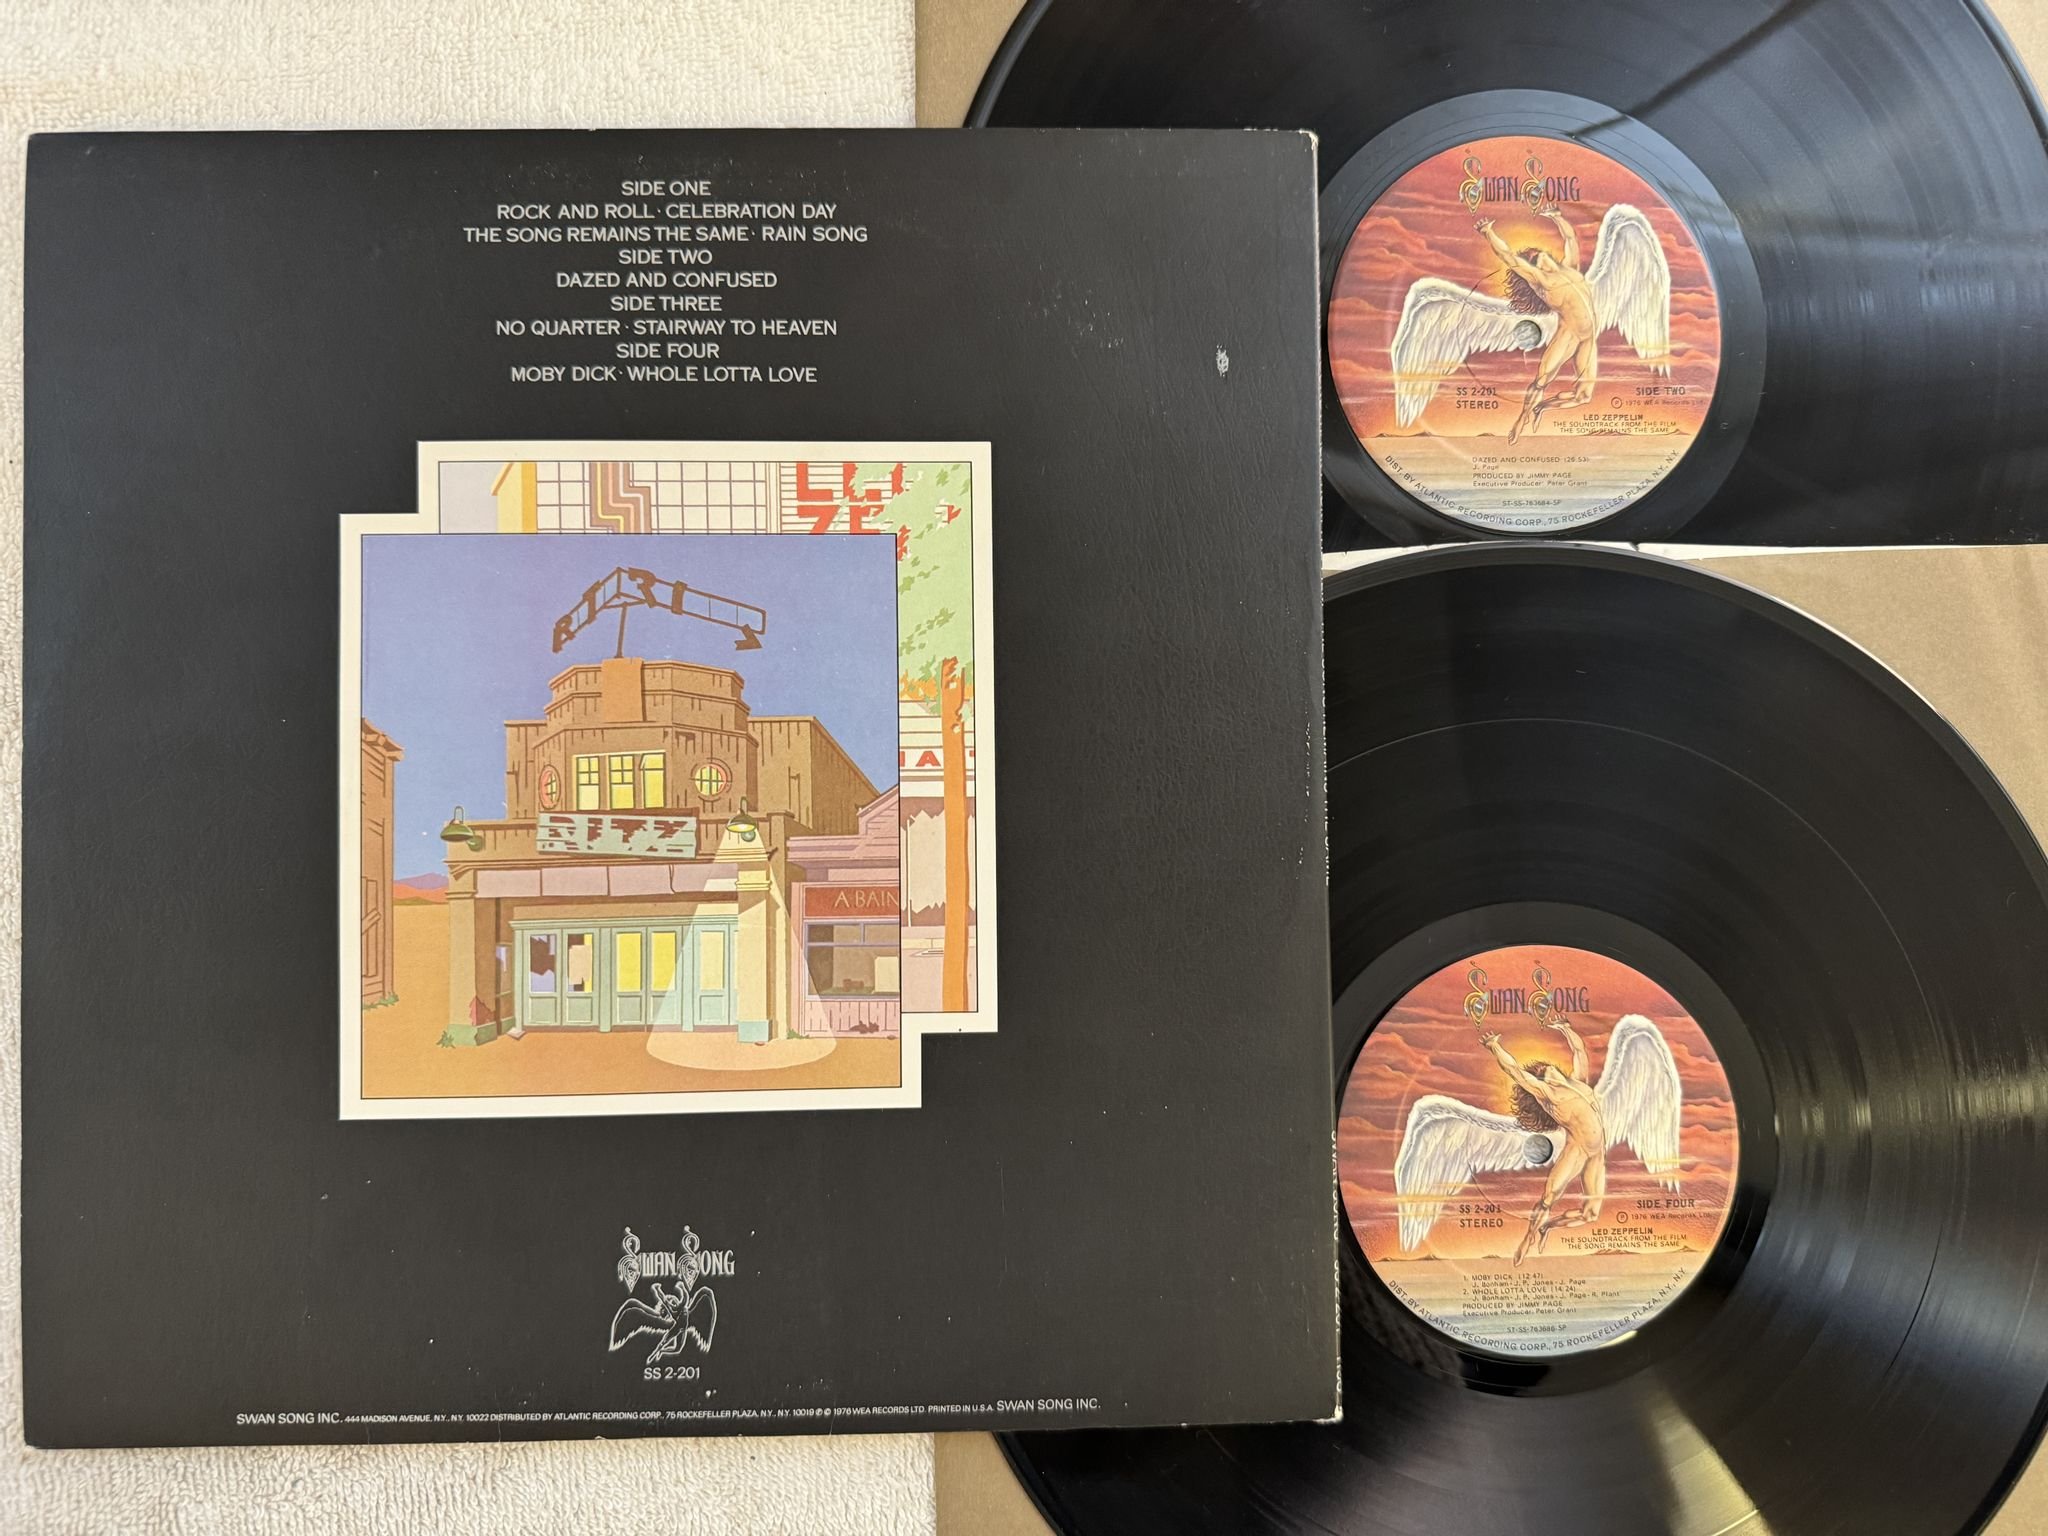 SIDE ONE
ROCK AND ROLL · CELEBRATION DAY
THE SONG REMAINS THE SAME · RAIN SONG
SIDE TWO
DAZED AND CONFUSED
SIDE THREE
NO QUARTER · STAIRWAY TO HEAVEN
SIDE FOUR
MOBY DICK · WHOLE LOTTA LOVE
RITZ
A·BAIN
SWAN SONG
SS 2-201
SWAN SONG INC. 444 MADISON AVENUE, N.Y., N.Y. 10022 DISTRIBUTED BY ATLANTIC RECORDING CORP., 75 ROCKEFELLER PLAZA, N.Y., N.Y. 10019 ℗ © 1976 WEA RECORDS LTD. PRINTED IN U.S.A. SWAN SONG INC.
SWAN SONG
SS 2-201 SIDE TWO
STEREO ℗ 1976 WEA Records Ltd.
LED ZEPPELIN
THE SOUNDTRACK FROM THE FILM
THE SONG REMAINS THE SAME
DAZED AND CONFUSED (26:53)
J. Page
PRODUCED BY JIMMY PAGE
Executive Producer: Peter Grant
ST-SS-763684-SP
DIST. BY ATLANTIC RECORDING CORP., 75 ROCKEFELLER PLAZA, N.Y., N.Y.
SWAN SONG
SS 2-201 SIDE FOUR
STEREO ℗ 1976 WEA Records, Ltd.
LED ZEPPELIN
THE SOUNDTRACK FROM THE FILM
THE SONG REMAINS THE SAME
1. MOBY DICK (12:47)
J. Bonham-J. P. Jones-J. Page
2. WHOLE LOTTA LOVE (14:24)
J. Bonham-J. P. Jones-J. Page-R. Plant
PRODUCED BY JIMMY PAGE
Executive Producer: Peter Grant
ST-SS-763686-SP
DIST. BY ATLANTIC RECORDING CORP., 75 ROCKEFELLER PLAZA, N.Y., N.Y.